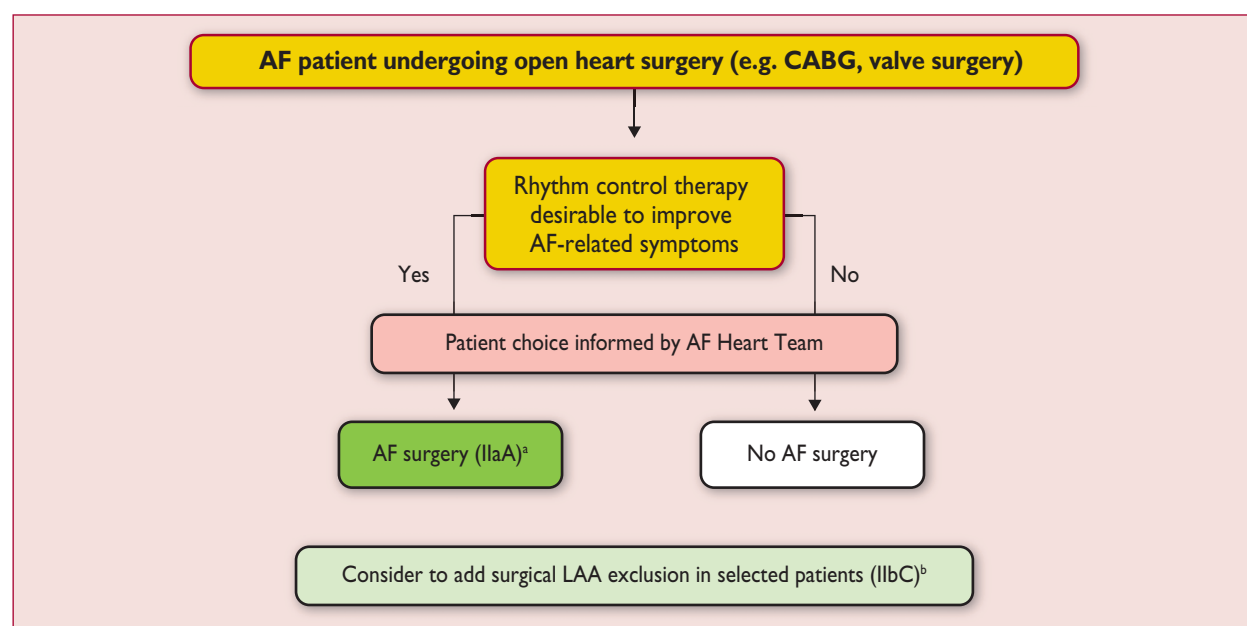 AF patient undergoing open heart surgery (e.g. CABG, valve surgery)
Rhythm control therapy
desirable to improve
AF-related symptoms
Yes
No
Patient choice informed by AF Heart Team
AF surgery (IIaA)ᵃ
No AF surgery
Consider to add surgical LAA exclusion in selected patients (IIbC)ᵇ